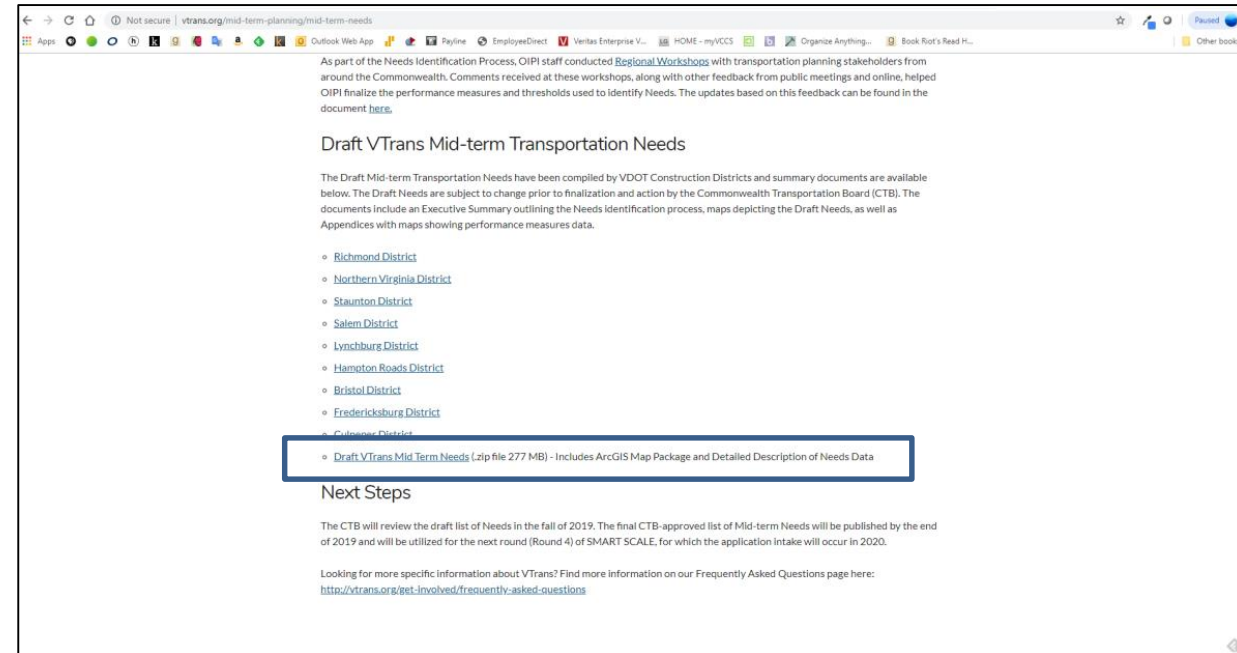 Not secure | vtrans.org/mid-term-planning/mid-term-needs
Paused
Apps
Outlook Web App
Payline
EmployeeDirect
Veritas Enterprise V...
HOME - myVCCS
Organize Anything...
Book Riot's Read H...
Other book
As part of the Needs Identification Process, OIPI staff conducted Regional Workshops with transportation planning stakeholders from
around the Commonwealth. Comments received at these workshops, along with other feedback from public meetings and online, helped
OIPI finalize the performance measures and thresholds used to identify Needs. The updates based on this feedback can be found in the
document here.
Draft VTrans Mid-term Transportation Needs
The Draft Mid-term Transportation Needs have been compiled by VDOT Construction Districts and summary documents are available
below. The Draft Needs are subject to change prior to finalization and action by the Commonwealth Transportation Board (CTB). The
documents include an Executive Summary outlining the Needs identification process, maps depicting the Draft Needs, as well as
Appendices with maps showing performance measures data.
Richmond District
Northern Virginia District
Staunton District
Salem District
Lynchburg District
Hampton Roads District
Bristol District
Fredericksburg District
Culpeper District
Draft VTrans Mid Term Needs (.zip file 277 MB) - Includes ArcGIS Map Package and Detailed Description of Needs Data
Next Steps
The CTB will review the draft list of Needs in the fall of 2019. The final CTB-approved list of Mid-term Needs will be published by the end
of 2019 and will be utilized for the next round (Round 4) of SMART SCALE, for which the application intake will occur in 2020.
Looking for more specific information about VTrans? Find more information on our Frequently Asked Questions page here:
http://vtrans.org/get-involved/frequently-asked-questions